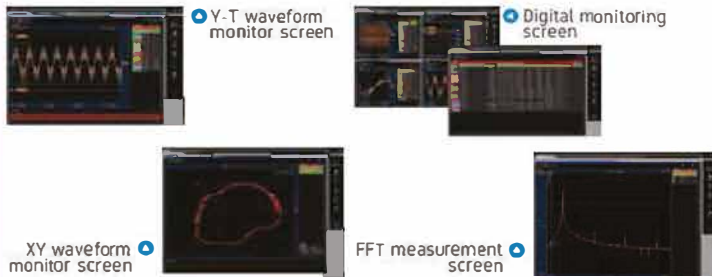 Y-T waveform
monitor screen
Digital monitoring
screen
XY waveform
monitor screen
FFT measurement
screen